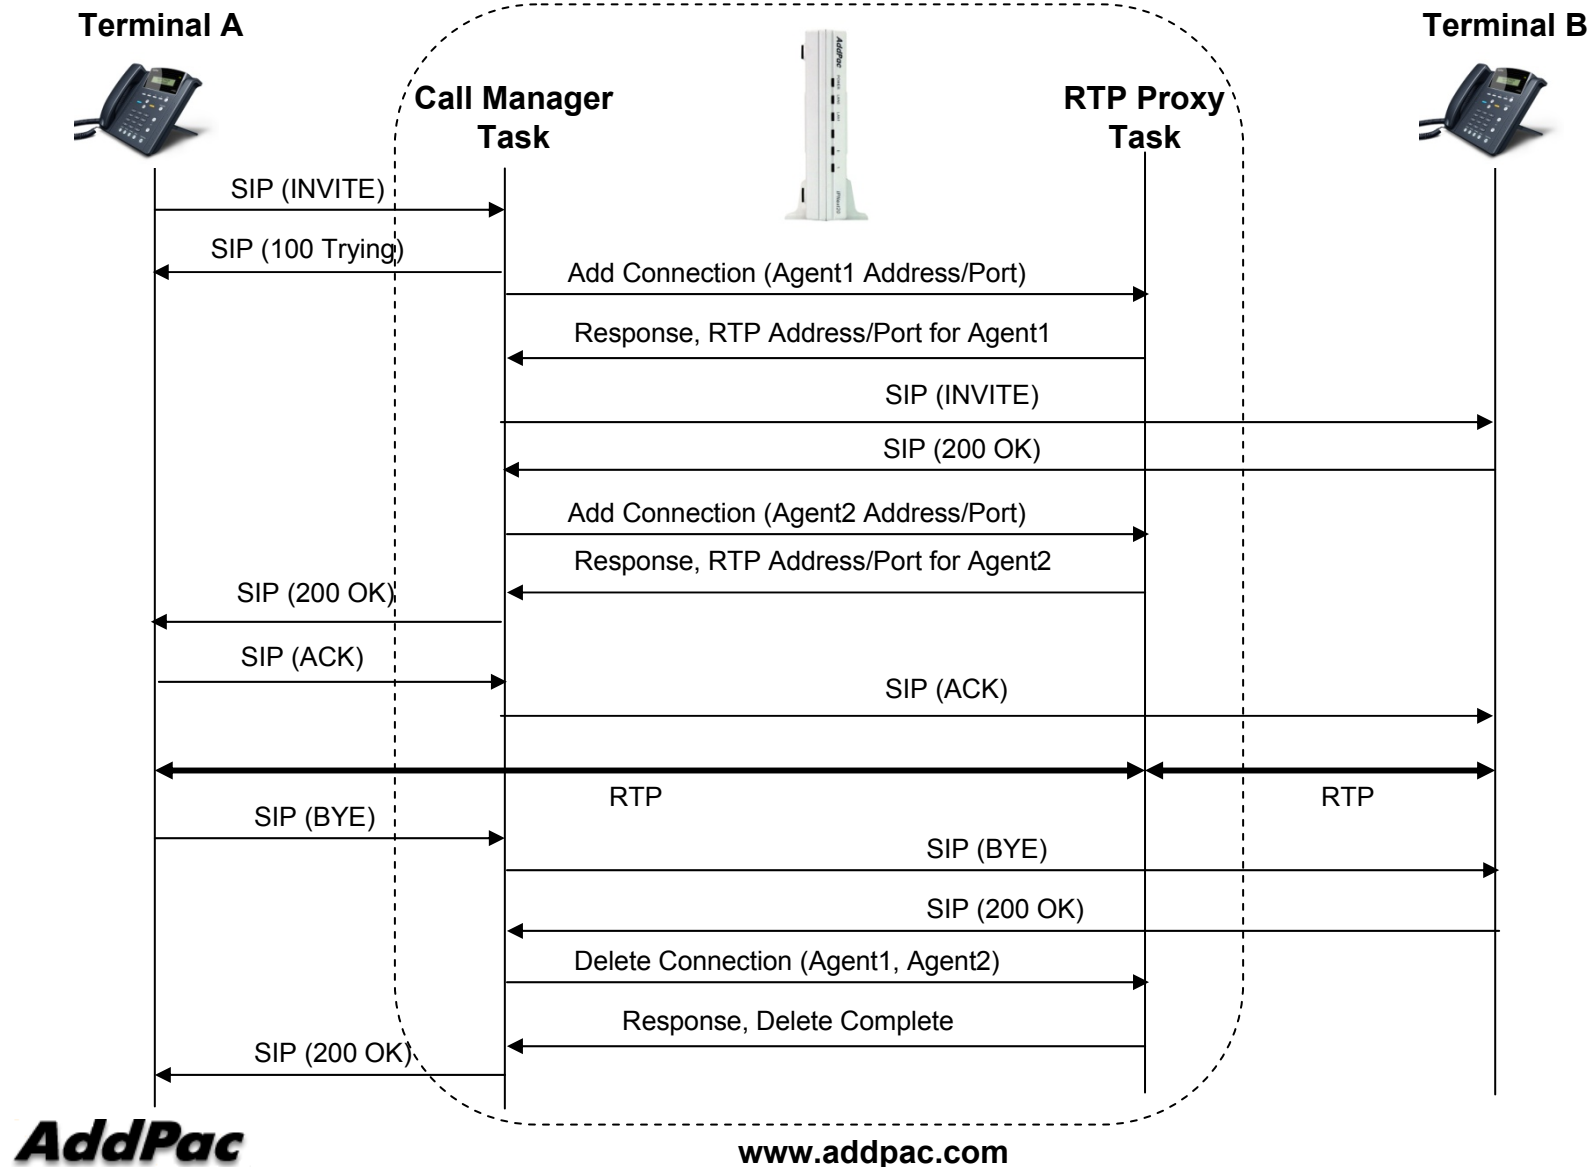 Terminal A
Terminal B
AddPac
Call Manager
Task
RTP Proxy
Task
SIP (INVITE)
SIP (100 Trying)
Add Connection (Agent1 Address/Port)
Response, RTP Address/Port for Agent1
SIP (INVITE)
SIP (200 OK)
Add Connection (Agent2 Address/Port)
Response, RTP Address/Port for Agent2
SIP (200 OK)
SIP (ACK)
SIP (ACK)
RTP
RTP
SIP (BYE)
SIP (BYE)
SIP (200 OK)
Delete Connection (Agent1, Agent2)
Response, Delete Complete
SIP (200 OK)
AddPac
www.addpac.com